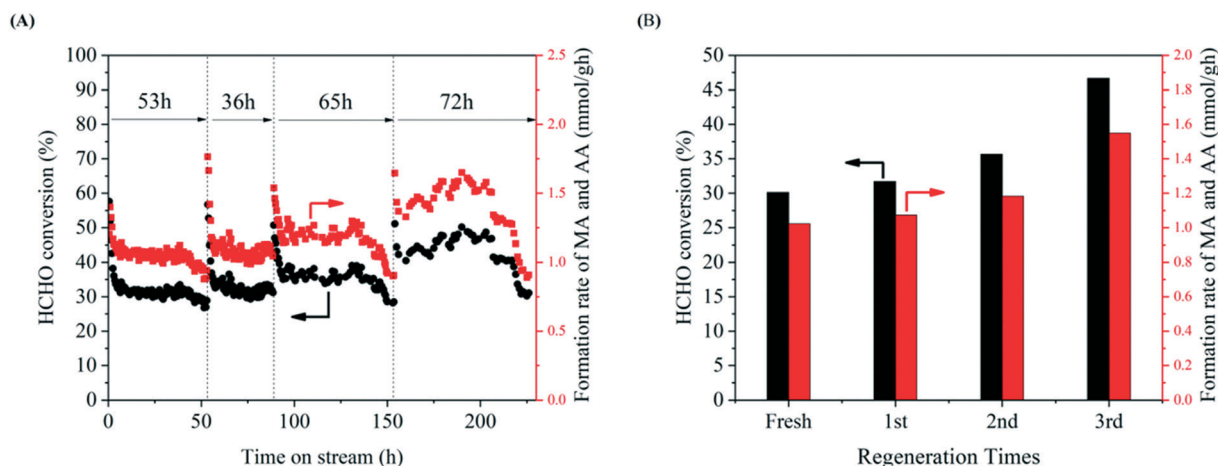 (A)
HCHO conversion (%)
100
90
80
70
60
50
40
30
20
10
0
53h
36h
65h
72h
2.5
2.0
1.5
1.0
0.5
0.0
Formation rate of MA and AA (mmol/gh)
0
50
100
150
200
Time on stream (h)
(B)
HCHO conversion (%)
50
45
40
35
30
25
20
15
10
5
0
2.0
1.8
1.6
1.4
1.2
1.0
0.8
0.6
0.4
0.2
0.0
Formation rate of MA and AA (mmol/gh)
Fresh
1st
2nd
3rd
Regeneration Times